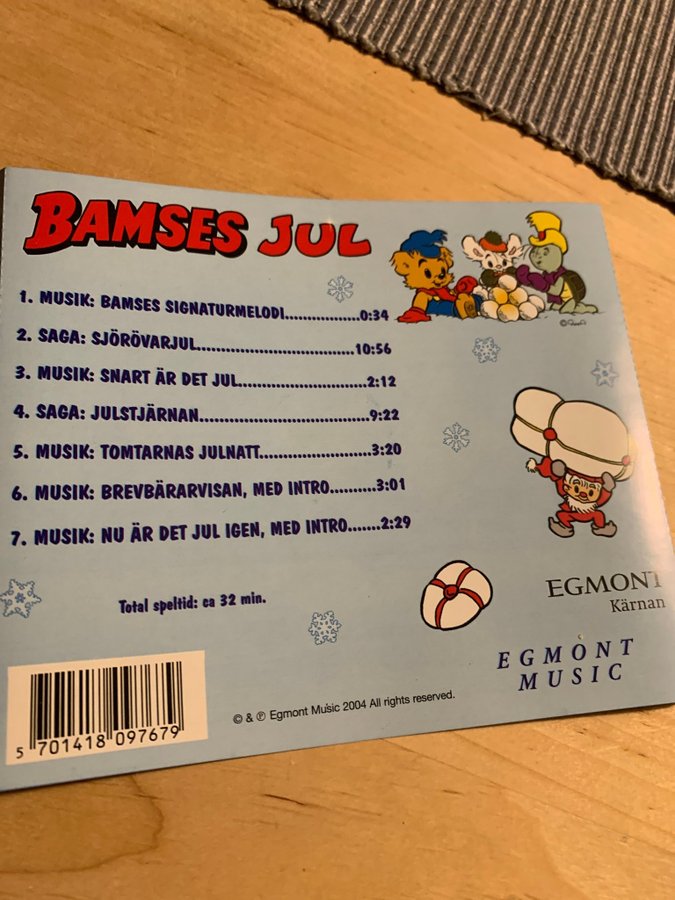 BAMSES JUL
1. MUSIK: BAMSES SIGNATURMELODI...............0:34
2. SAGA: SJÖRÖVARJUL................................10:56
3. MUSIK: SNART ÄR DET JUL..........................2:12
4. SAGA: JULSTJÄRNAN...................................9:22
5. MUSIK: TOMTARNAS JULNATT.......................3:20
6. MUSIK: BREVBÄRARVISAN, MED INTRO..........3:01
7. MUSIK: NU ÄR DET JUL IGEN, MED INTRO.......2:29
Total speltid: ca 32 min.
EGMONT
Kärnan
EGMONT
MUSIC
© & ℗ Egmont Music 2004 All rights reserved.
5 701418 097679